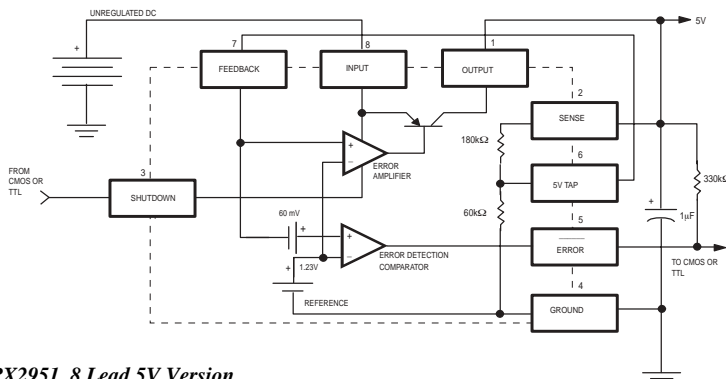 UNREGULATED DC
+
7
8
1
5V
FEEDBACK
INPUT
OUTPUT
2
SENSE
180kΩ
+
−
ERROR
AMPLIFIER
6
5V TAP
330kΩ
FROM
CMOS OR
TTL
3
SHUTDOWN
60kΩ
+
1µF
60 mV
+
+
−
ERROR DETECTION
COMPARATOR
5
ERROR
TO CMOS OR
TTL
+
1.23V
REFERENCE
4
GROUND
PX2951 8 Lead 5V Version